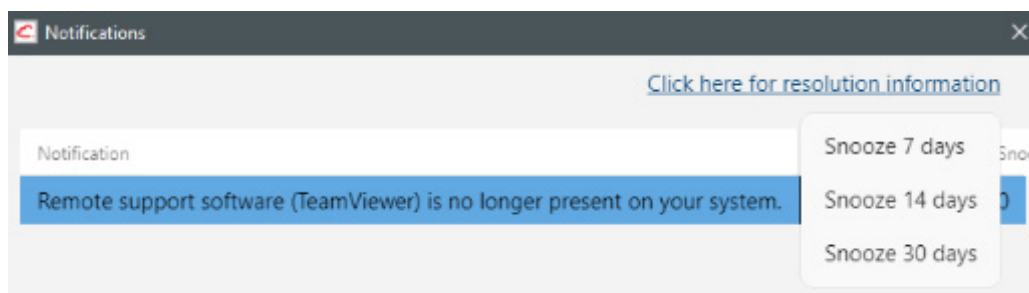 Notifications
Click here for resolution information
Notification
Snooze 7 days
Remote support software (TeamViewer) is no longer present on your system.
Snooze 14 days
Snooze 30 days